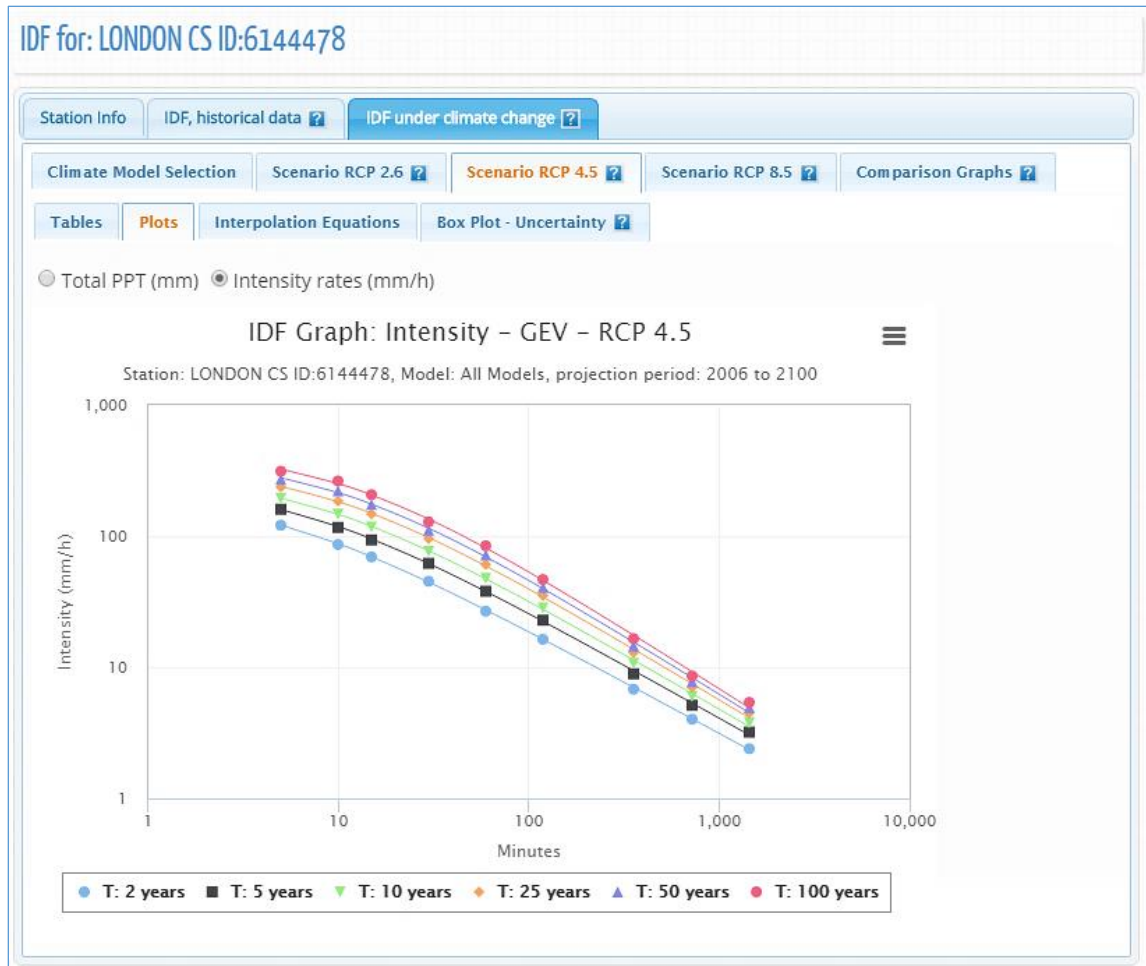 IDF for: LONDON CS ID:6144478
Station Info IDF, historical data ? IDF under climate change ?
Climate Model Selection Scenario RCP 2.6 ? Scenario RCP 4.5 ? Scenario RCP 8.5 ? Comparison Graphs ?
Tables Plots Interpolation Equations Box Plot - Uncertainty ?
Total PPT (mm) Intensity rates (mm/h)
IDF Graph: Intensity – GEV – RCP 4.5
Station: LONDON CS ID:6144478, Model: All Models, projection period: 2006 to 2100
1,000
100
10
1
Intensity (mm/h)
1 10 100 1,000 10,000
Minutes
T: 2 years T: 5 years T: 10 years T: 25 years T: 50 years T: 100 years